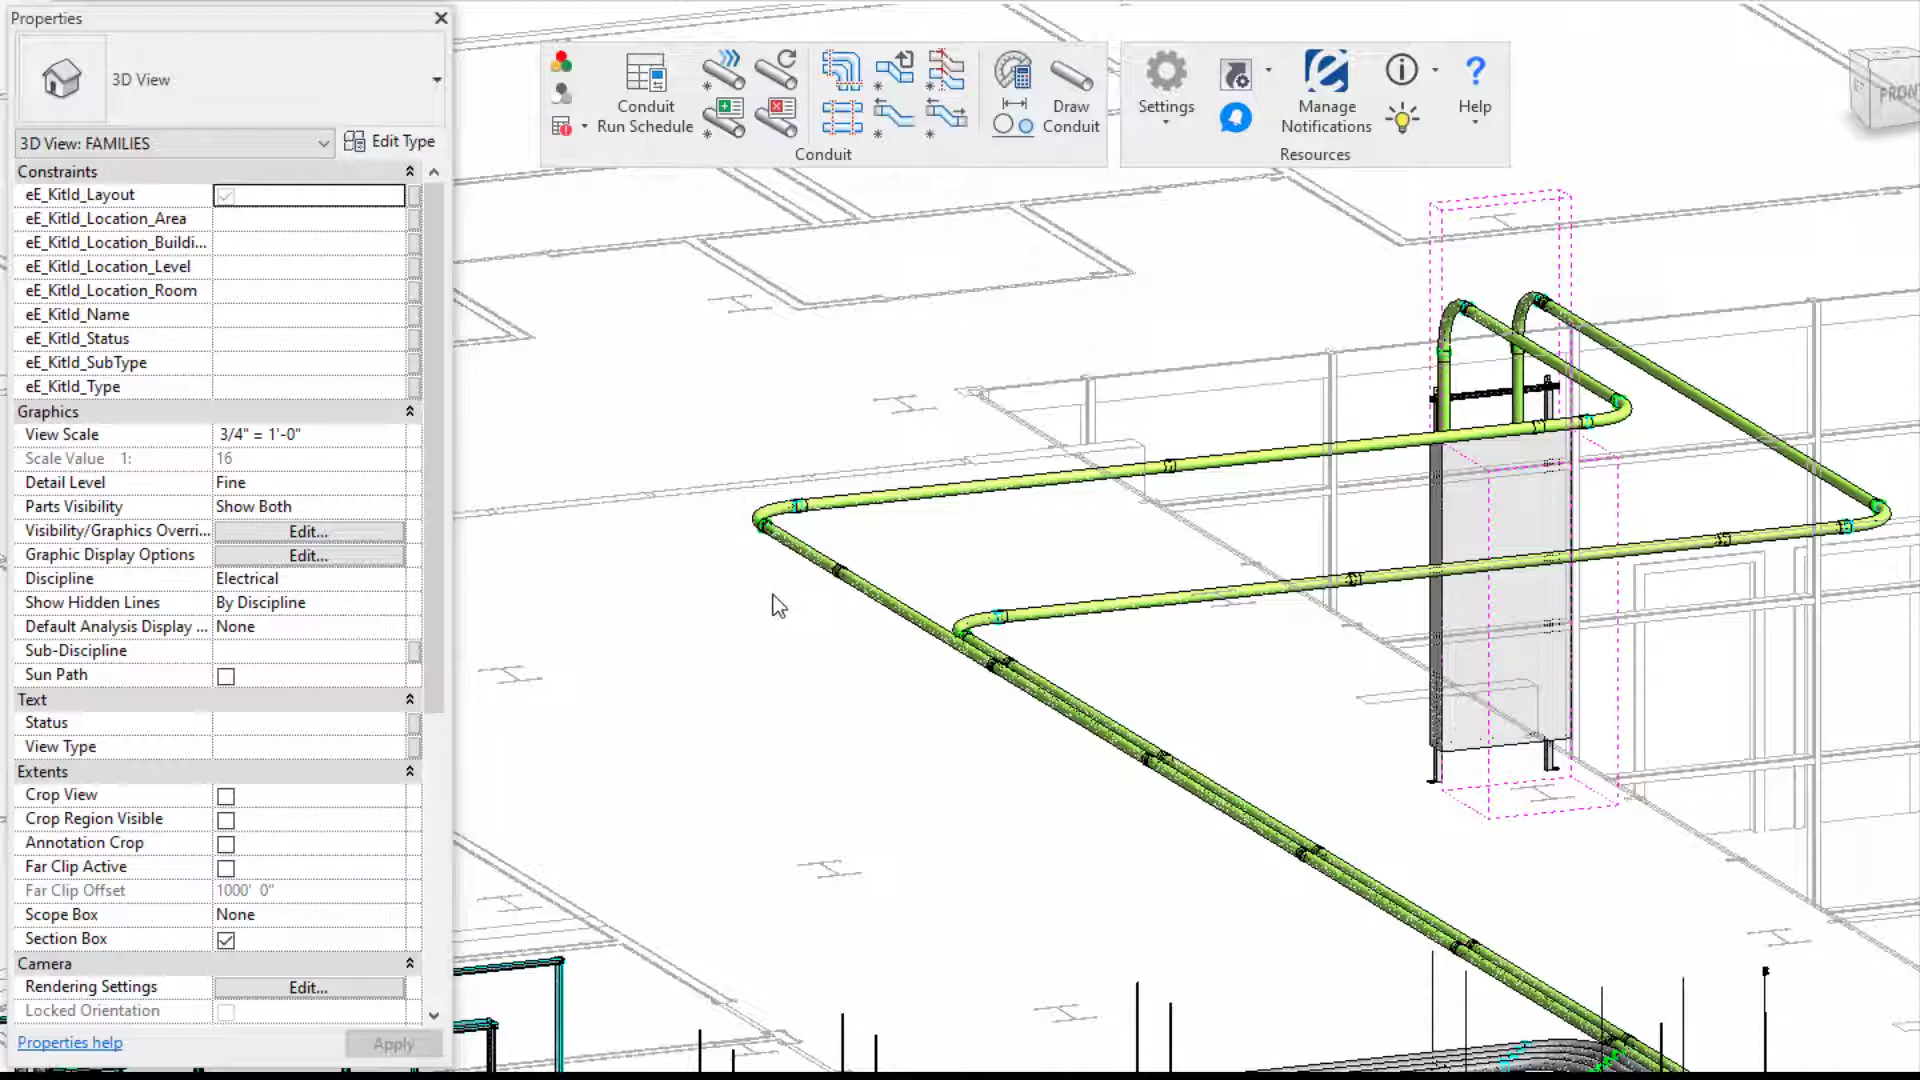 Properties
3D View
3D View: FAMILIES
Edit Type
Constraints
eE_KitId_Layout
eE_KitId_Location_Area
eE_KitId_Location_Buildi...
eE_KitId_Location_Level
eE_KitId_Location_Room
eE_KitId_Name
eE_KitId_Status
eE_KitId_SubType
eE_KitId_Type
Graphics
View Scale 3/4" = 1'-0"
Scale Value 1: 16
Detail Level Fine
Parts Visibility Show Both
Visibility/Graphics Overri... Edit...
Graphic Display Options Edit...
Discipline Electrical
Show Hidden Lines By Discipline
Default Analysis Display ... None
Sub-Discipline
Sun Path
Text
Status
View Type
Extents
Crop View
Crop Region Visible
Annotation Crop
Far Clip Active
Far Clip Offset 1000' 0"
Scope Box None
Section Box
Camera
Rendering Settings Edit...
Locked Orientation
Properties help
Apply
Conduit
Run Schedule
Draw
Conduit
Conduit
Settings
Manage
Notifications
Help
Resources
FRONT